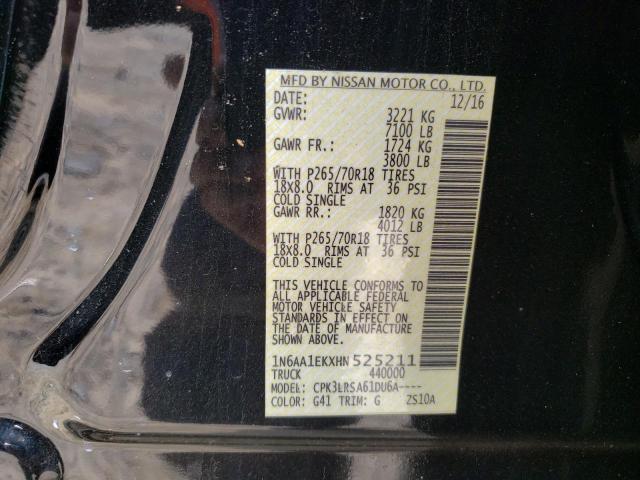 MFD BY NISSAN MOTOR CO., LTD.
DATE: 12/16
GVWR: 3221 KG
7100 LB
GAWR FR.: 1724 KG
3800 LB
WITH P265/70R18 TIRES
18x8.0 RIMS AT 36 PSI
COLD SINGLE
GAWR RR.: 1820 KG
4012 LB
WITH P265/70R18 TIRES
18x8.0 RIMS AT 36 PSI
COLD SINGLE
THIS VEHICLE CONFORMS TO
ALL APPLICABLE FEDERAL
MOTOR VEHICLE SAFETY
STANDARDS IN EFFECT ON
THE DATE OF MANUFACTURE
SHOWN ABOVE.
1N6AA1EKXHN525211
TRUCK 440000
MODEL: CPK3LRSA61DU6A----
COLOR: G41 TRIM: G ZS10A